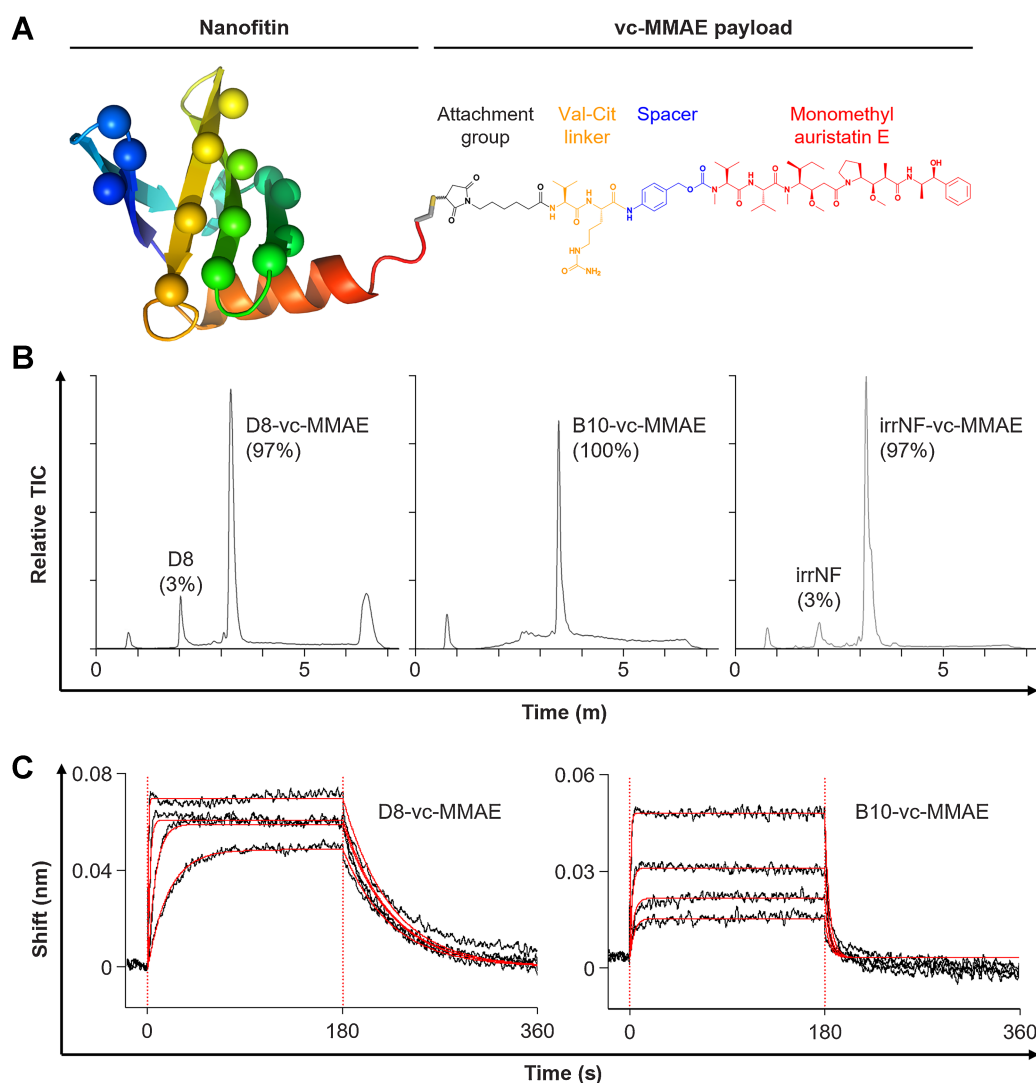 A
Nanofitin
vc-MMAE payload
Attachment
group
Val-Cit
linker
Spacer
Monomethyl
auristatin E
S
O
N
O
O
H
N
O
O
N
H
H
N
O
NH
O
NH₂
O
O
N
O
H
N
O
N
O
O
N
O
O
H
N
OH
B
Relative TIC
D8-vc-MMAE
(97%)
D8
(3%)
B10-vc-MMAE
(100%)
irrNF-vc-MMAE
(97%)
irrNF
(3%)
0
5
0
5
0
5
Time (m)
C
Shift (nm)
0.08
0.04
0
D8-vc-MMAE
0
180
360
0.06
0.03
0
B10-vc-MMAE
0
180
360
Time (s)